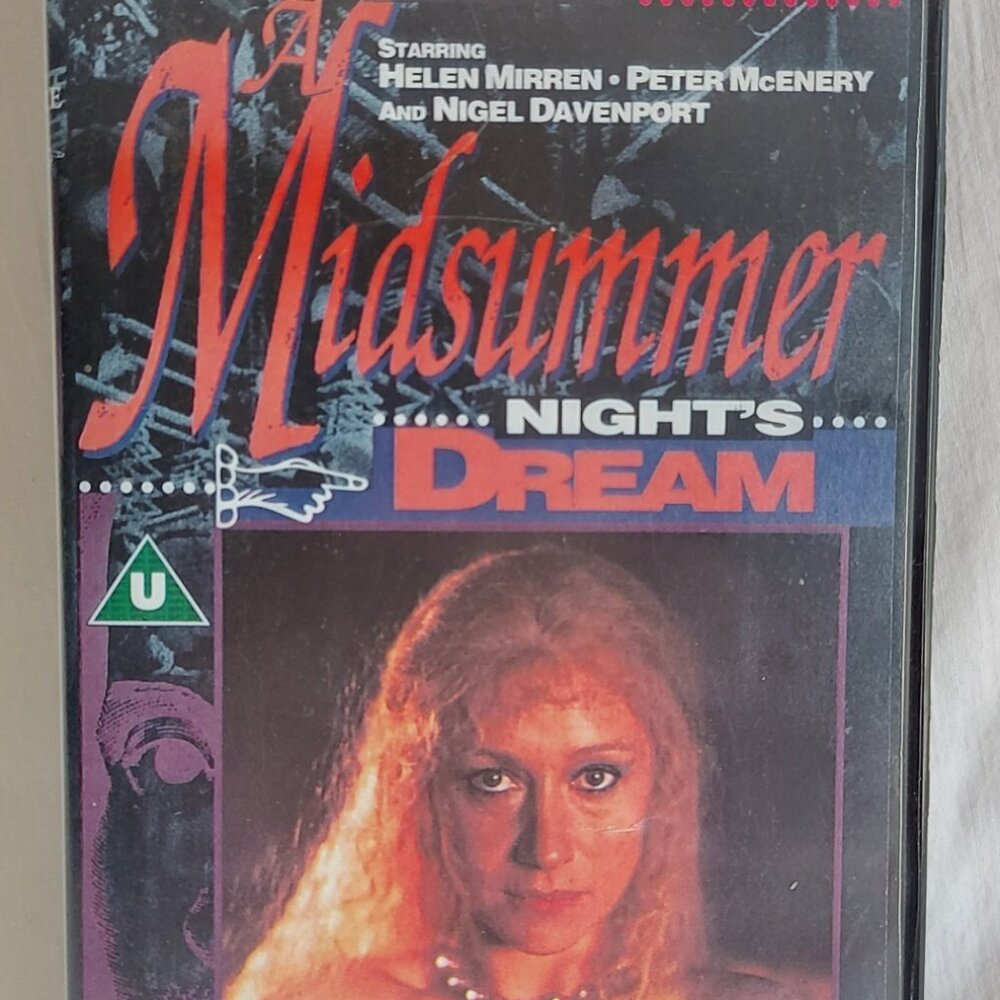 STARRING
HELEN MIRREN • PETER MCENERY
AND NIGEL DAVENPORT
A
Midsummer
NIGHT'S
DREAM
U